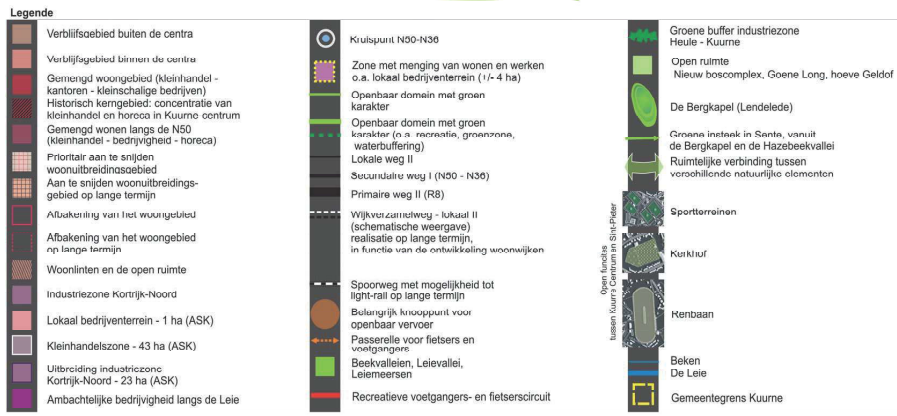 Legende
Verblijfsgebied buiten de centra
Verblijfsgebied binnen de centra
Gemengd woongebied (kleinhandel -
kantoren - kleinschalige bedrijven)
Historisch kerngebied: concentratie van
kleinhandel en horeca in Kuurne centrum
Gemengd wonen langs de N50
(kleinhandel - bedrijvigheid - horeca)
Prioritair aan te snijden
woonuitbreidingsgebied
Aan te snijden woonuitbreidings-
gebied op lange termijn
Afbakening van het woongebied
Afbakening van het woongebied
op lange termijn
Woonlinten en de open ruimte
Industriezone Kortrijk-Noord
Lokaal bedrijventerrein - 1 ha (ASK)
Kleinhandelszone - 43 ha (ASK)
Uitbreiding industriezone
Kortrijk-Noord - 23 ha (ASK)
Ambachtelijke bedrijvigheid langs de Leie
Kruispunt N50-N36
Zone met menging van wonen en werken
o.a. lokaal bedrijventerrein (+/- 4 ha)
Openbaar domein met groen
karakter
Openbaar domein met groen
karakter (o.a. recreatie, groenzone,
waterbuffering)
Lokale weg II
Secundaire weg I (N50 - N36)
Primaire weg II (R8)
Wijkverzamelweg - lokaal II
(schematische weergave)
realisatie op lange termijn,
in functie van de ontwikkeling woonwijken
Spoorweg met mogelijkheid tot
light-rail op lange termijn
Belangrijk knooppunt voor
openbaar vervoer
Passerelle voor fietsers en
voetgangers
Beekvalleien, Leievallei,
Leiemeersen
Recreatieve voetgangers- en fietserscircuit
Groene buffer industriezone
Heule - Kuurne
Open ruimte
Nieuw boscomplex, Goene Long, hoeve Geldof
De Bergkapel (Lendelede)
Groene insteek in Sente, vanuit
de Bergkapel en de Hazebeekvallei
Ruimtelijke verbinding tussen
verschillende natuurlijke elementen
open functies
tussen Kuurne Centrum en Sint-Pieter
Sportterreinen
Kerkhof
Renbaan
Beken
De Leie
Gemeentegrens Kuurne